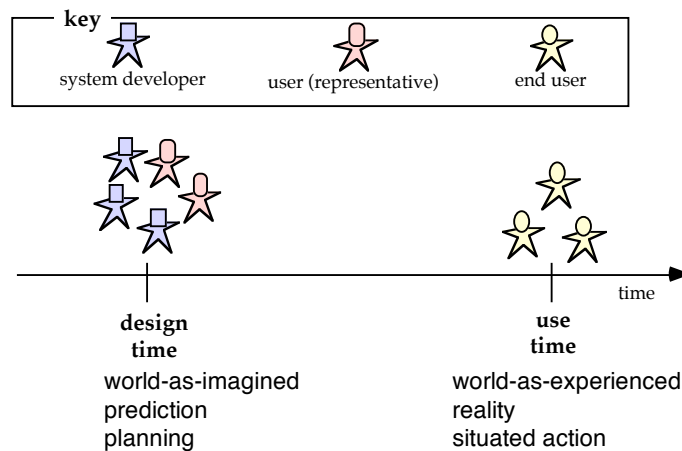 key
system developer
user (representative)
end user
time
design
time
world-as-imagined
prediction
planning
use
time
world-as-experienced
reality
situated action